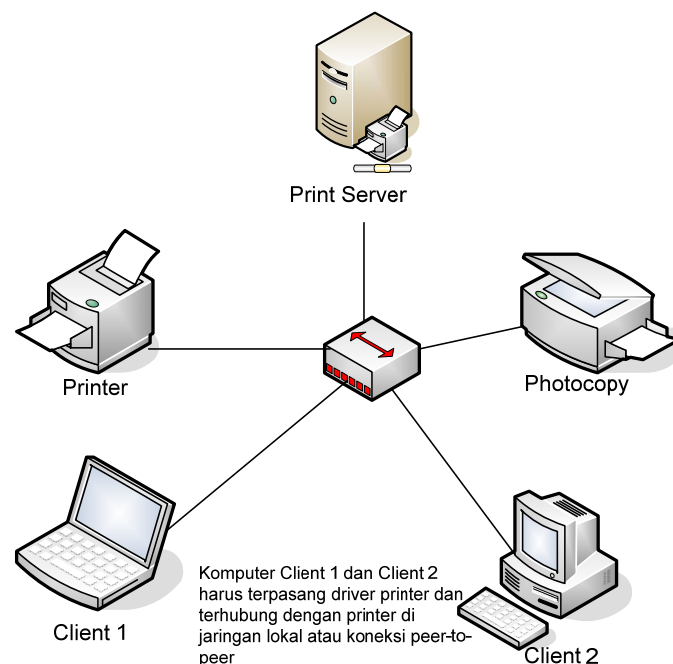 Print Server
Printer
Photocopy
Client 1
Komputer Client 1 dan Client 2
harus terpasang driver printer dan
terhubung dengan printer di
jaringan lokal atau koneksi peer-to-
peer
Client 2